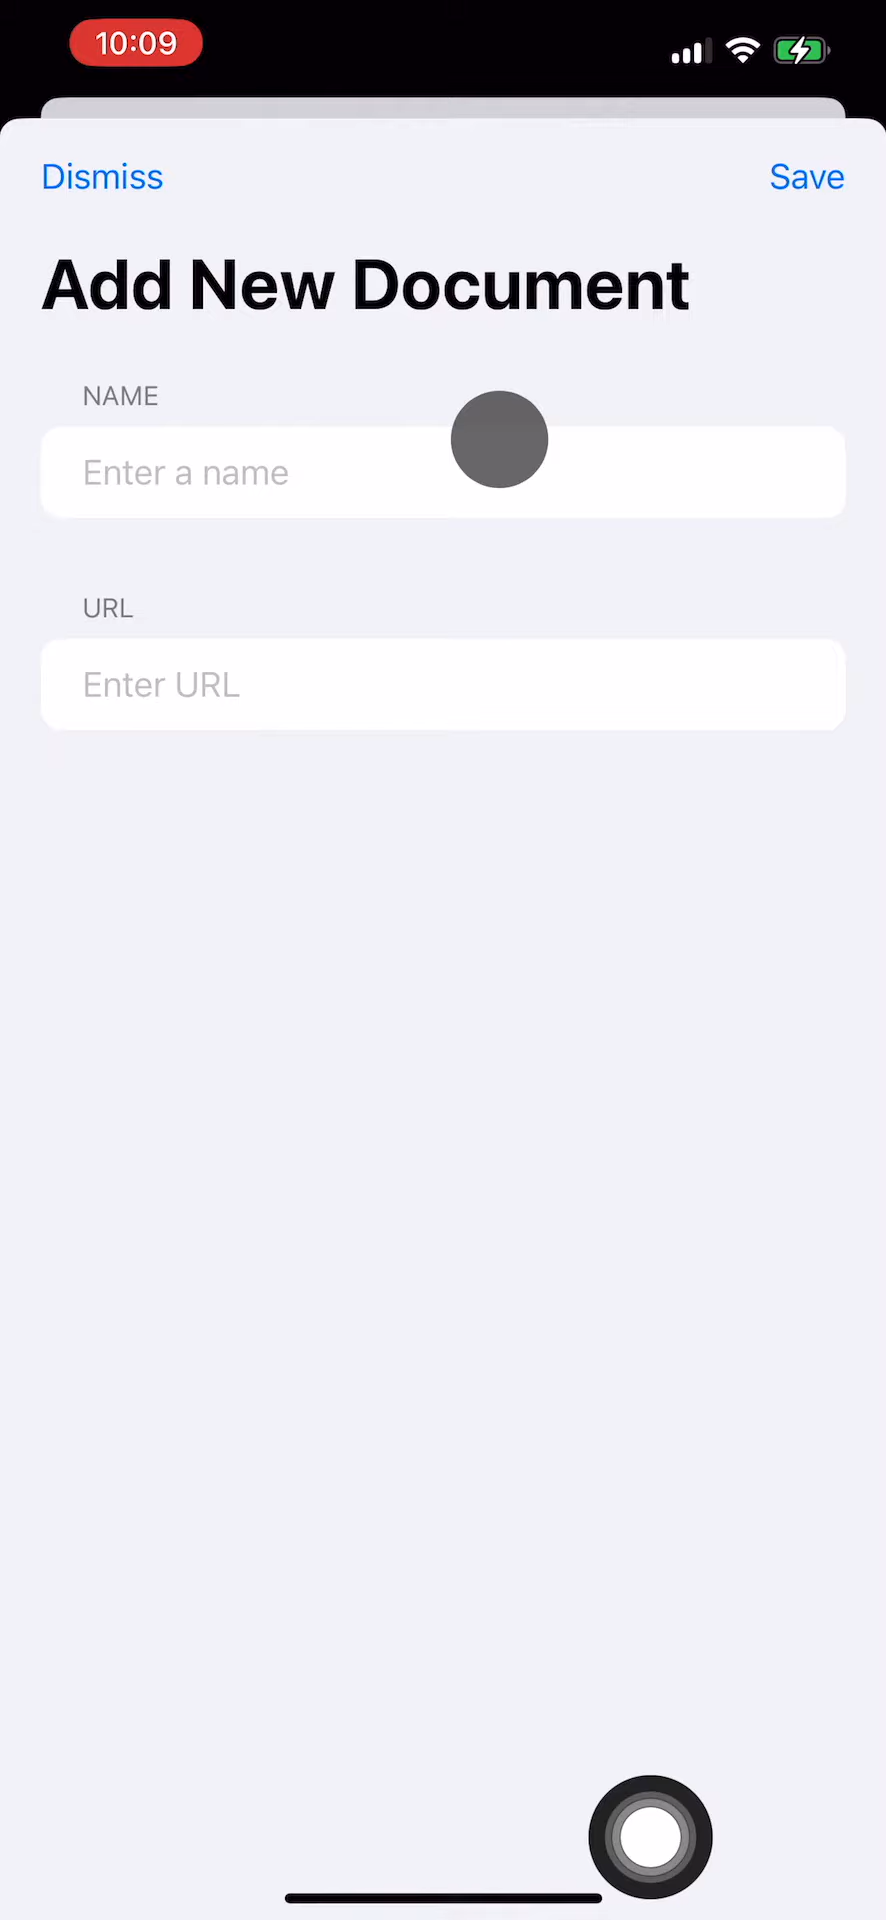 10:09
Dismiss
Save
Add New Document
NAME
Enter a name
URL
Enter URL